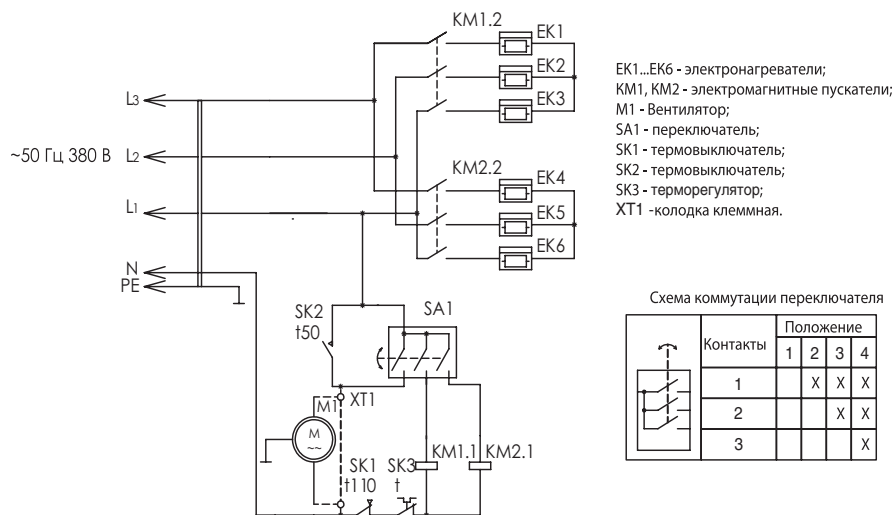 KM1.2
EK1
EK2
EK3
L3
~50 Гц 380 В
L2
KM2.2
EK4
L1
EK5
EK6
N
PE
SK2
t50
SA1
M1
XT1
M
~~
SK1
t110
SK3
t
KM1.1
KM2.1
EK1...EK6 - электронагреватели;
KM1, KM2 - электромагнитные пускатели;
M1 - Вентилятор;
SA1 - переключатель;
SK1 - термовыключатель;
SK2 - термовыключатель;
SK3 - терморегулятор;
XT1 -колодка клеммная.
Схема коммутации переключателя
Контакты
Положение
1 2 3 4
1 X X X
2 X X
3 X